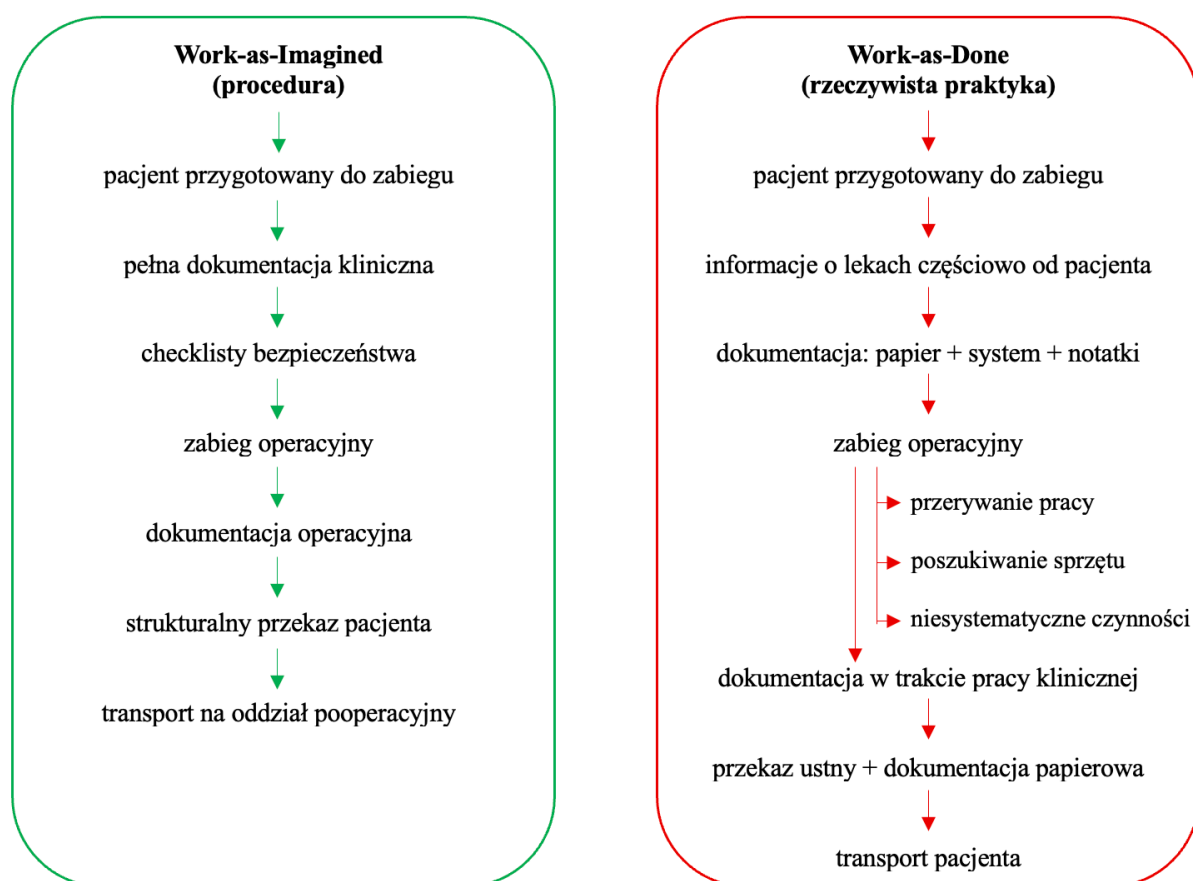 Work-as-Imagined
(procedura)
pacjent przygotowany do zabiegu
pełna dokumentacja kliniczna
checklisty bezpieczeństwa
zabieg operacyjny
dokumentacja operacyjna
strukturalny przekaz pacjenta
transport na oddział pooperacyjny
Work-as-Done
(rzeczywista praktyka)
pacjent przygotowany do zabiegu
informacje o lekach częściowo od pacjenta
dokumentacja: papier + system + notatki
zabieg operacyjny
przerywanie pracy
poszukiwanie sprzętu
niesystematyczne czynności
dokumentacja w trakcie pracy klinicznej
przekaz ustny + dokumentacja papierowa
transport pacjenta